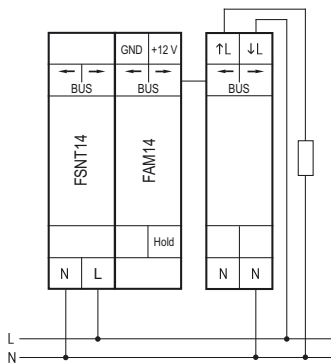 GND +12 V ↑L ↓L
BUS BUS BUS
FSNT14
FAM14
Hold
N L N N
L
N